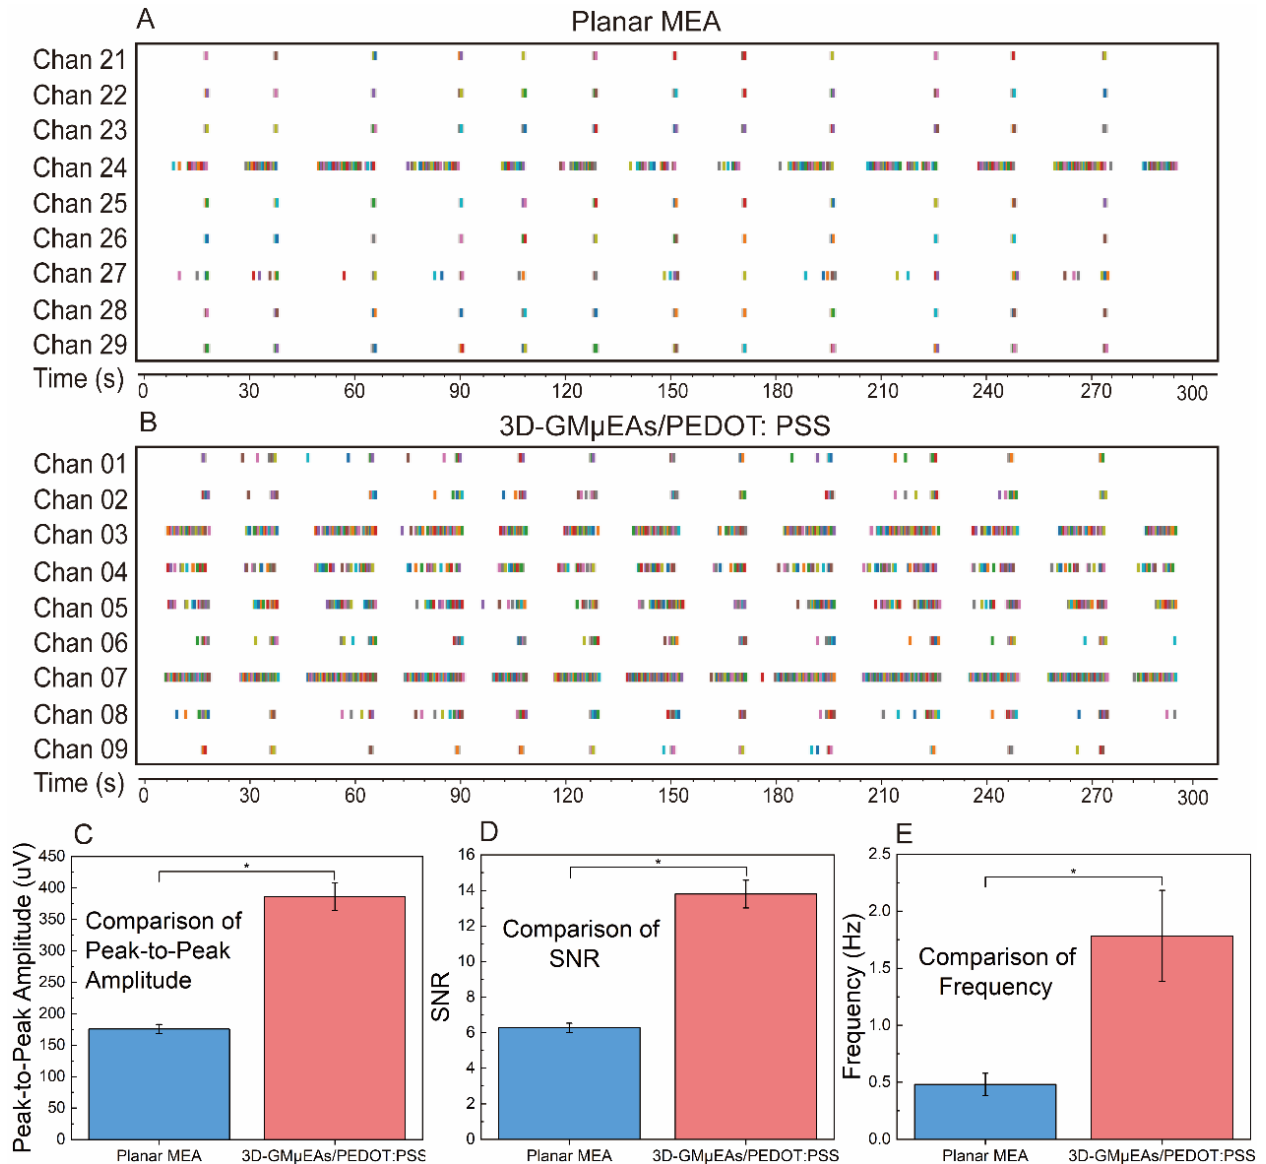 A
Planar MEA
Chan 21
Chan 22
Chan 23
Chan 24
Chan 25
Chan 26
Chan 27
Chan 28
Chan 29
Time (s)
0 30 60 90 120 150 180 210 240 270 300
B
3D-GMµEAs/PEDOT: PSS
Chan 01
Chan 02
Chan 03
Chan 04
Chan 05
Chan 06
Chan 07
Chan 08
Chan 09
Time (s)
0 30 60 90 120 150 180 210 240 270 300
C
Peak-to-Peak Amplitude (uV)
450
400
350
300
250
200
150
100
50
0
*
Comparison of
Peak-to-Peak
Amplitude
Planar MEA
3D-GMµEAs/PEDOT:PSS
D
SNR
16
14
12
10
8
6
4
2
0
*
Comparison of
SNR
Planar MEA
3D-GMµEAs/PEDOT:PSS
E
Frequency (Hz)
2.5
2.0
1.5
1.0
0.5
0.0
*
Comparison of
Frequency
Planar MEA
3D-GMµEAs/PEDOT:PSS